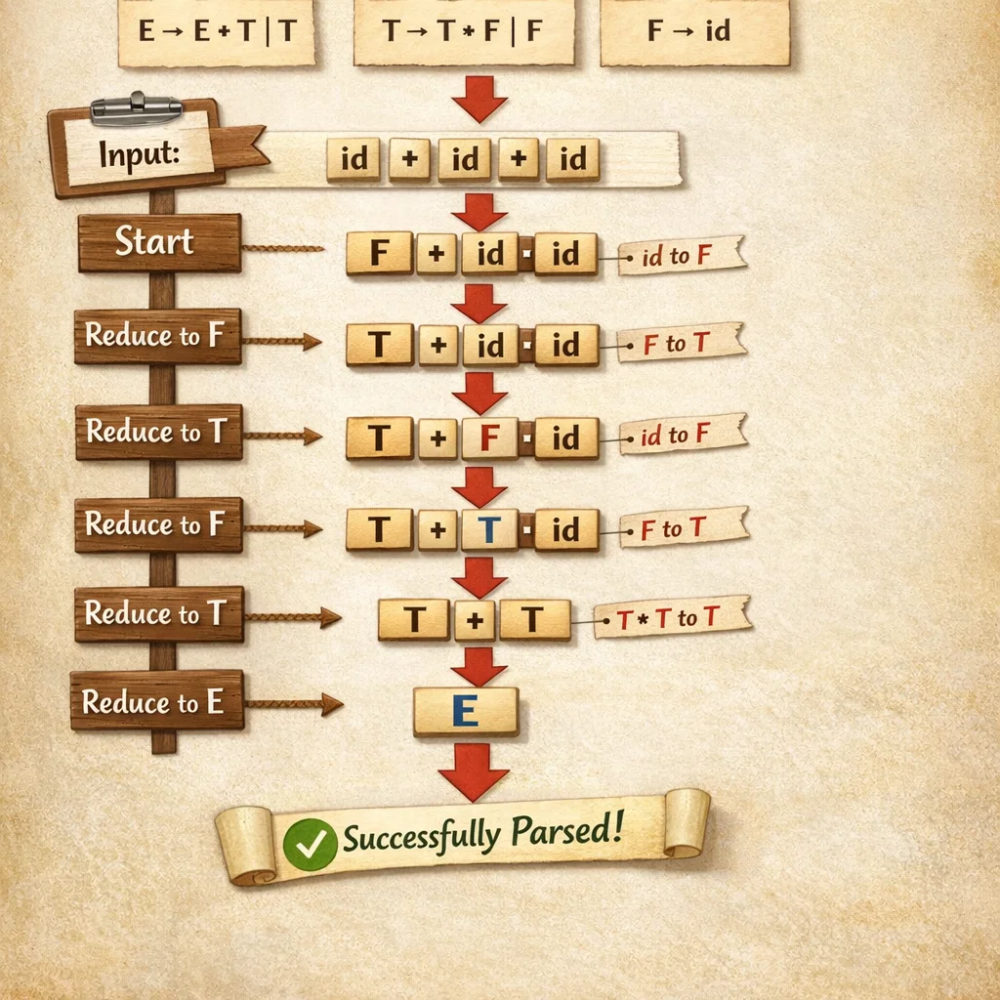 E → E + T | T
T → T * F | F
F → id
Input:
id + id + id
Start
F + id · id
id to F
Reduce to F
T + id · id
F to T
Reduce to T
T + F · id
id to F
Reduce to F
T + T · id
F to T
Reduce to T
T + T
T * T to T
Reduce to E
E
Successfully Parsed!